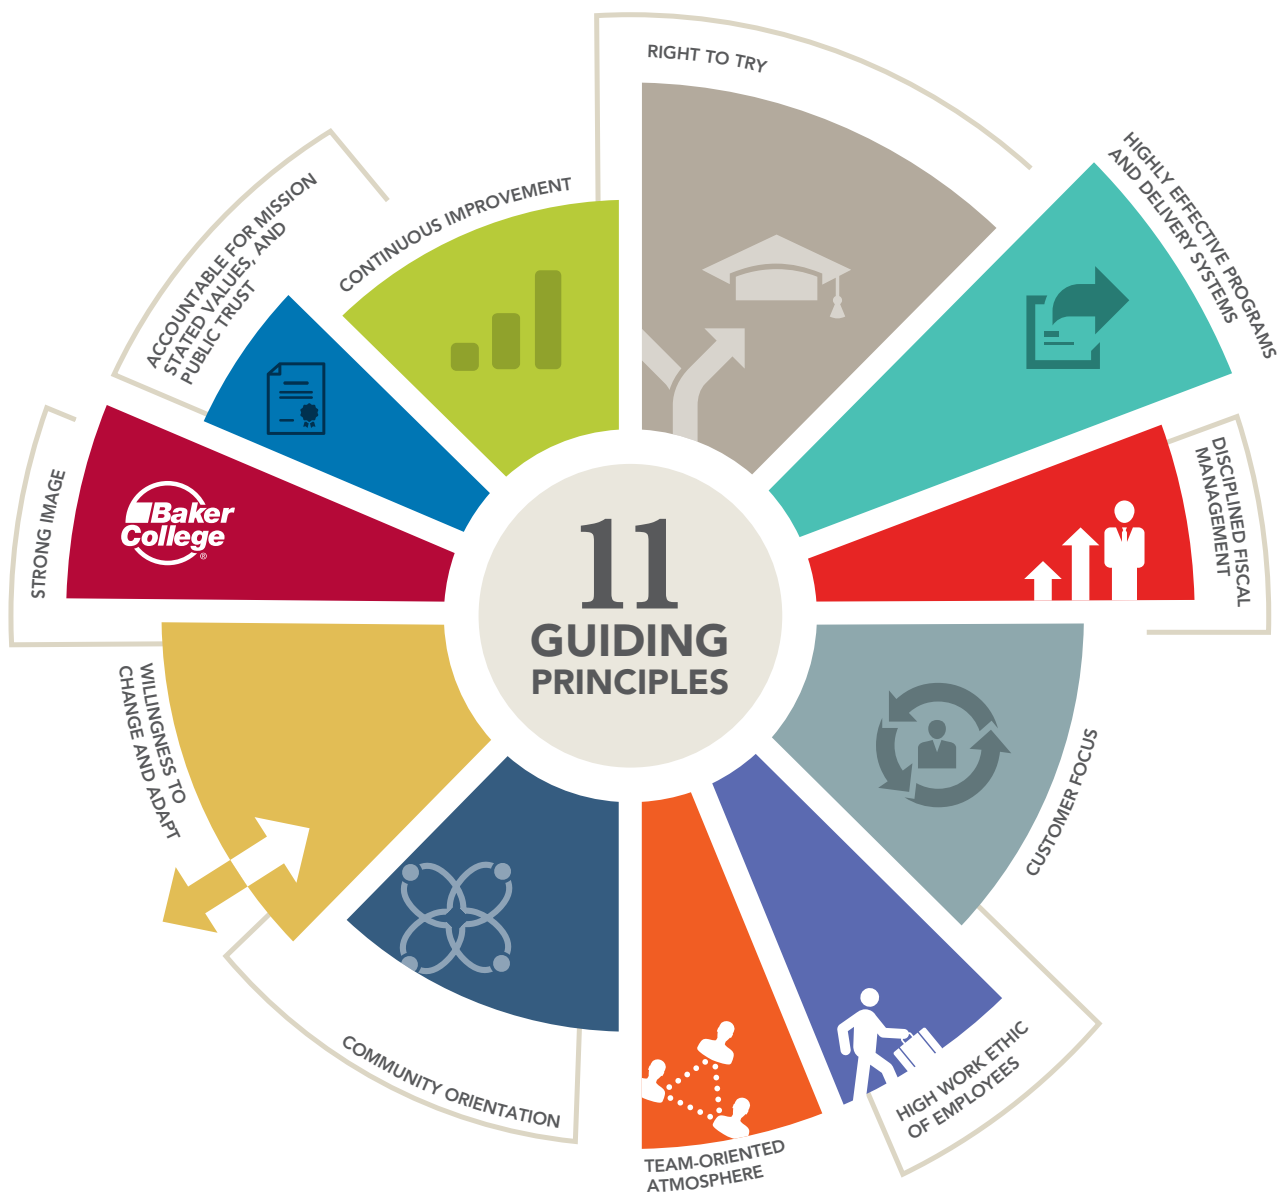 RIGHT TO TRY
HIGHLY EFFECTIVE PROGRAMS
AND DELIVERY SYSTEMS
DISCIPLINED FISCAL
MANAGEMENT
CUSTOMER FOCUS
HIGH WORK ETHIC
OF EMPLOYEES
TEAM-ORIENTED
ATMOSPHERE
COMMUNITY ORIENTATION
WILLINGNESS TO
CHANGE AND ADAPT
STRONG IMAGE
Baker
College®
ACCOUNTABLE FOR MISSION
STATED VALUES, AND
PUBLIC TRUST
CONTINUOUS IMPROVEMENT
11
GUIDING
PRINCIPLES